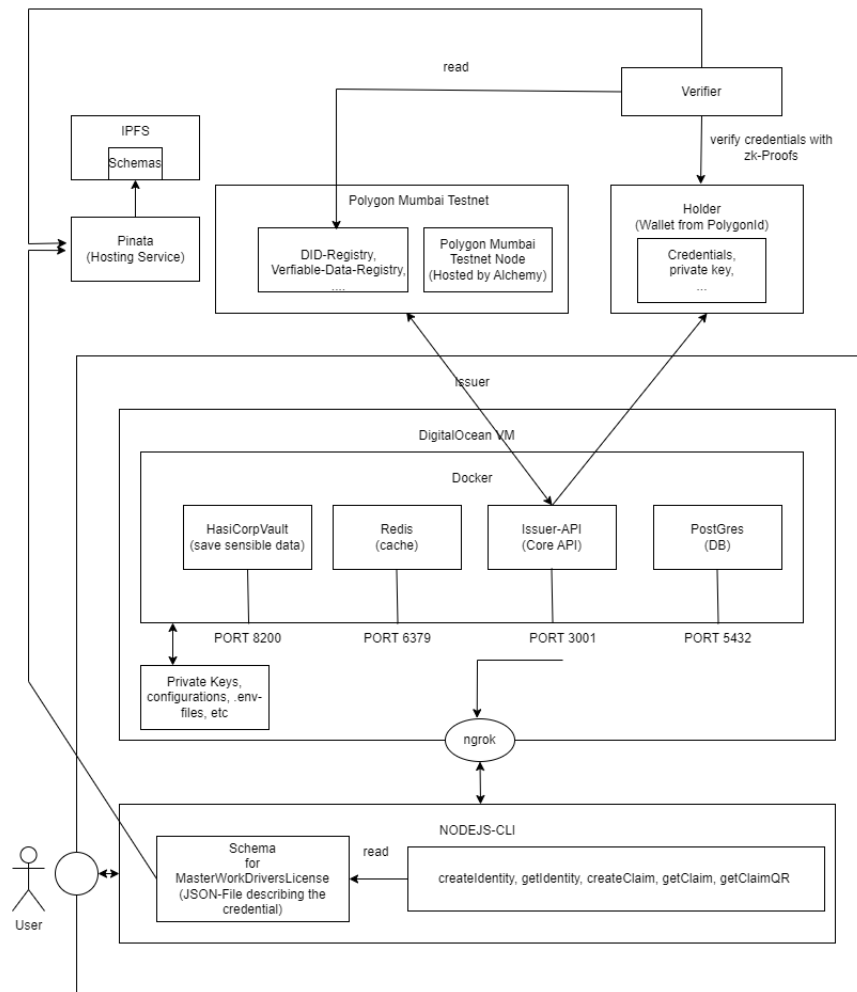 read
Verifier
IPFS
Schemas
verify credentials with
zk-Proofs
Polygon Mumbai Testnet
Holder
(Wallet from PolygonId)
Pinata
(Hosting Service)
DID-Registry,
Verfiable-Data-Registry,
....
Polygon Mumbai
Testnet Node
(Hosted by Alchemy)
Credentials,
private key,
...
Issuer
DigitalOcean VM
Docker
HasiCorpVault
(save sensible data)
Redis
(cache)
Issuer-API
(Core API)
PostGres
(DB)
PORT 8200
PORT 6379
PORT 3001
PORT 5432
Private Keys,
configurations, .env-
files, etc
ngrok
NODEJS-CLI
Schema
for
MasterWorkDriversLicense
(JSON-File describing the
credential)
read
createIdentity, getIdentity, createClaim, getClaim, getClaimQR
User